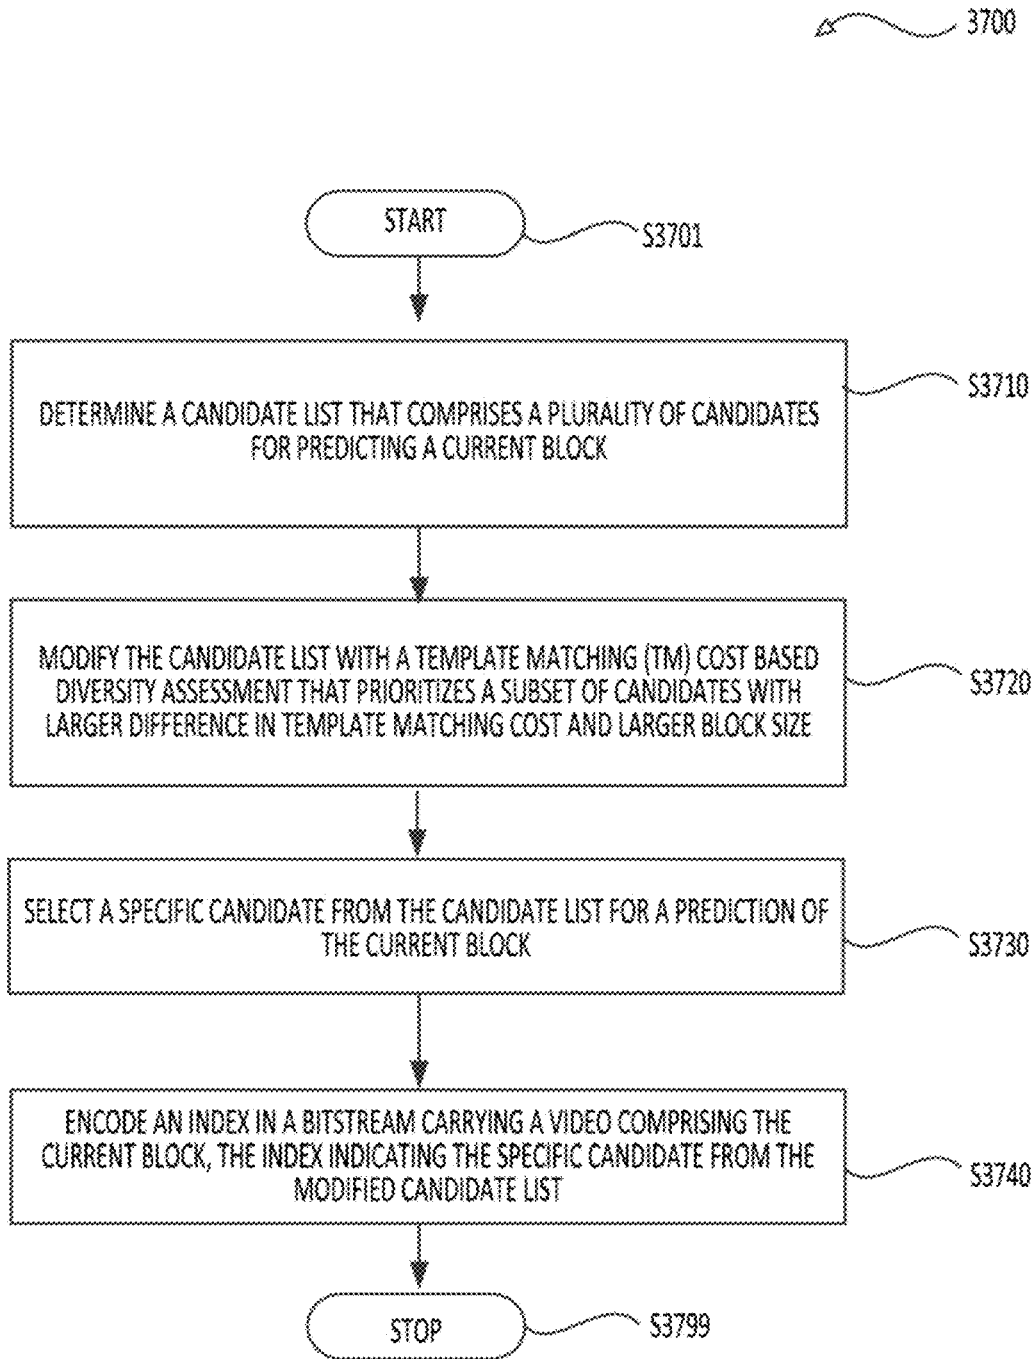 3700
START
S3701
DETERMINE A CANDIDATE LIST THAT COMPRISES A PLURALITY OF CANDIDATES
FOR PREDICTING A CURRENT BLOCK
S3710
MODIFY THE CANDIDATE LIST WITH A TEMPLATE MATCHING (TM) COST BASED
DIVERSITY ASSESSMENT THAT PRIORITIZES A SUBSET OF CANDIDATES WITH
LARGER DIFFERENCE IN TEMPLATE MATCHING COST AND LARGER BLOCK SIZE
S3720
SELECT A SPECIFIC CANDIDATE FROM THE CANDIDATE LIST FOR A PREDICTION OF
THE CURRENT BLOCK
S3730
ENCODE AN INDEX IN A BITSTREAM CARRYING A VIDEO COMPRISING THE
CURRENT BLOCK, THE INDEX INDICATING THE SPECIFIC CANDIDATE FROM THE
MODIFIED CANDIDATE LIST
S3740
STOP
S3799